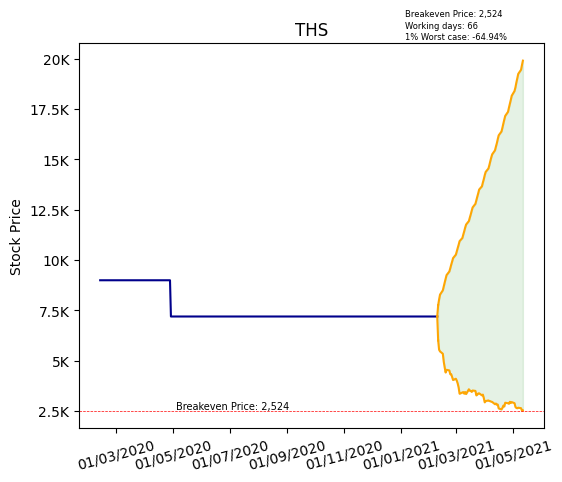 Breakeven Price: 2,524
Working days: 66
1% Worst case: -64.94%
THS
Stock Price
20K
17.5K
15K
12.5K
10K
7.5K
5K
2.5K
Breakeven Price: 2,524
01/03/2020
01/05/2020
01/07/2020
01/09/2020
01/11/2020
01/01/2021
01/03/2021
01/05/2021